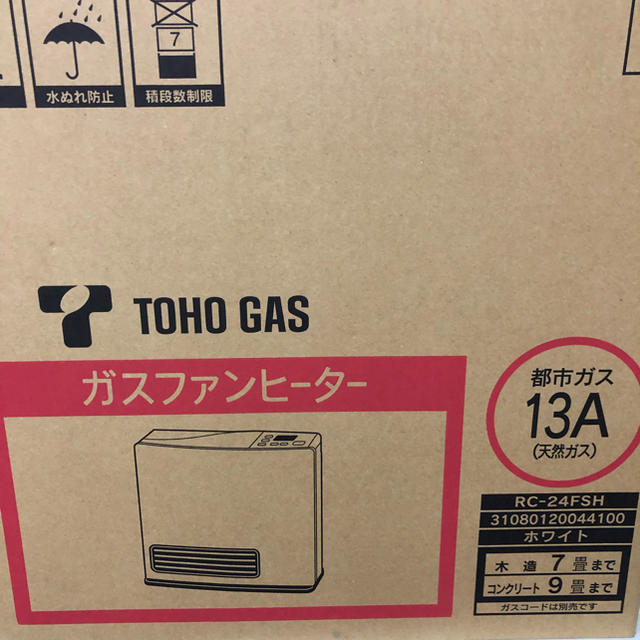 7
水ぬれ防止
積段数制限
TOHO GAS
ガスファンヒーター
都市ガス
13A
(天然ガス)
RC-24FSH
31080120044100
ホワイト
木造 7畳まで
コンクリート 9畳まで
ガスコードは別売です